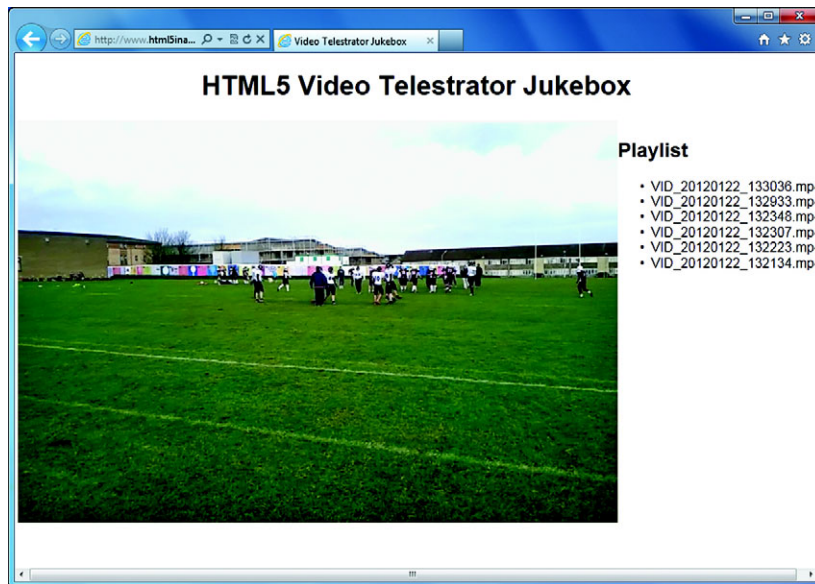 http://www.html5ina...
Video Telestrator Jukebox
HTML5 Video Telestrator Jukebox
Playlist
VID_20120122_133036.mp
VID_20120122_132933.mp
VID_20120122_132348.mp
VID_20120122_132307.mp
VID_20120122_132223.mp
VID_20120122_132134.mp